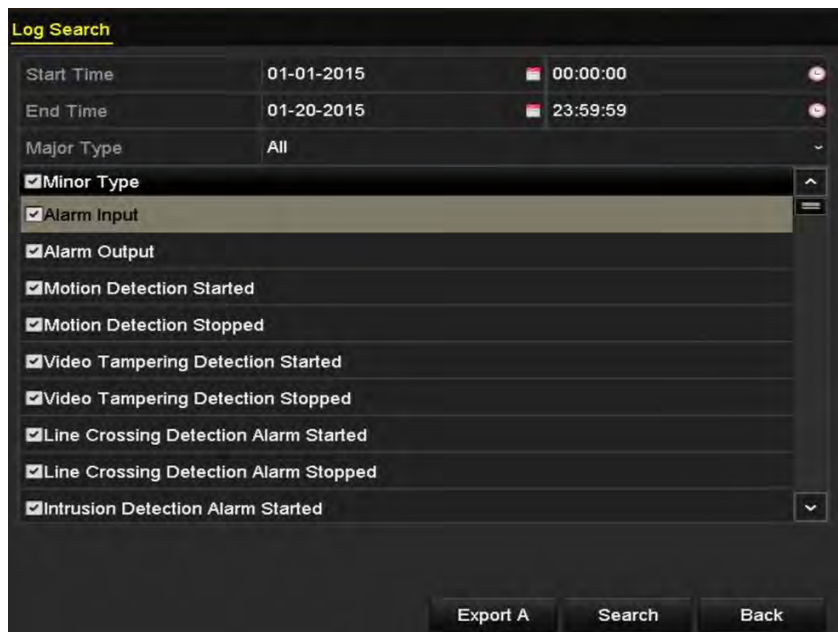 Log Search
Start Time 01-01-2015 00:00:00
End Time 01-20-2015 23:59:59
Major Type All
Minor Type
Alarm Input
Alarm Output
Motion Detection Started
Motion Detection Stopped
Video Tampering Detection Started
Video Tampering Detection Stopped
Line Crossing Detection Alarm Started
Line Crossing Detection Alarm Stopped
Intrusion Detection Alarm Started
Export A Search Back